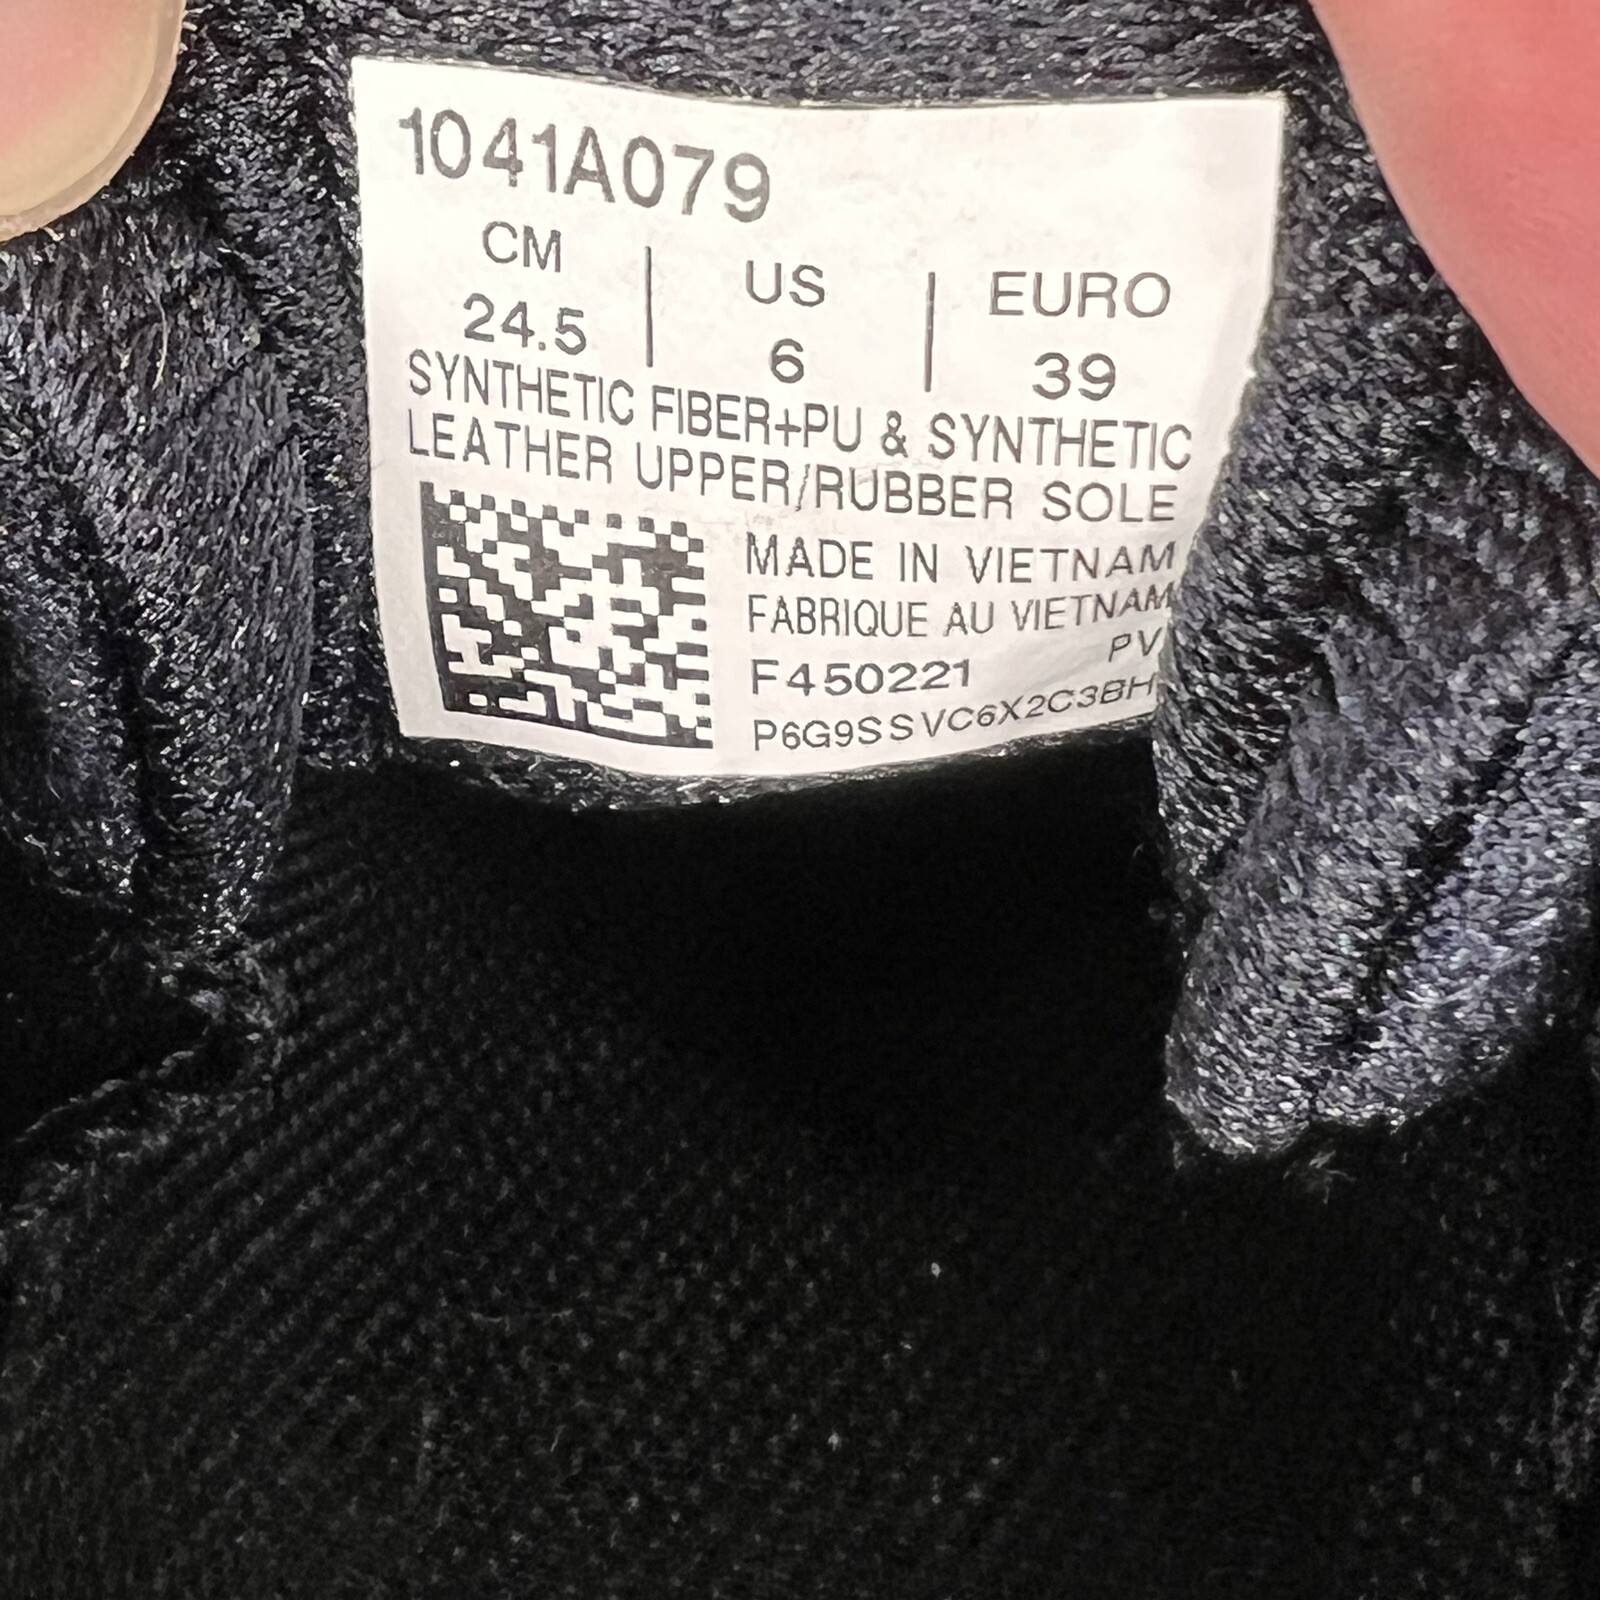 1041A079
CM | US | EURO
24.5 | 6 | 39
SYNTHETIC FIBER+PU & SYNTHETIC
LEATHER UPPER/RUBBER SOLE
MADE IN VIETNAM
FABRIQUE AU VIETNAM
PV
F450221
P6G9SSVC6X2C3BH